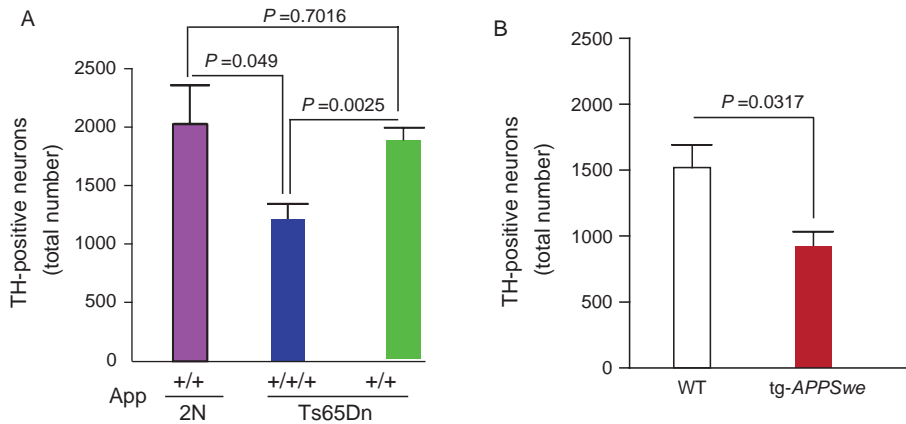 A
P=0.7016
P=0.049
P=0.0025
TH-positive neurons
(total number)
2500
2000
1500
1000
500
0
App +/+ +/+/+ +/+
2N Ts65Dn
B
P=0.0317
TH-positive neurons
(total number)
2500
2000
1500
1000
500
0
WT tg-APPSwe